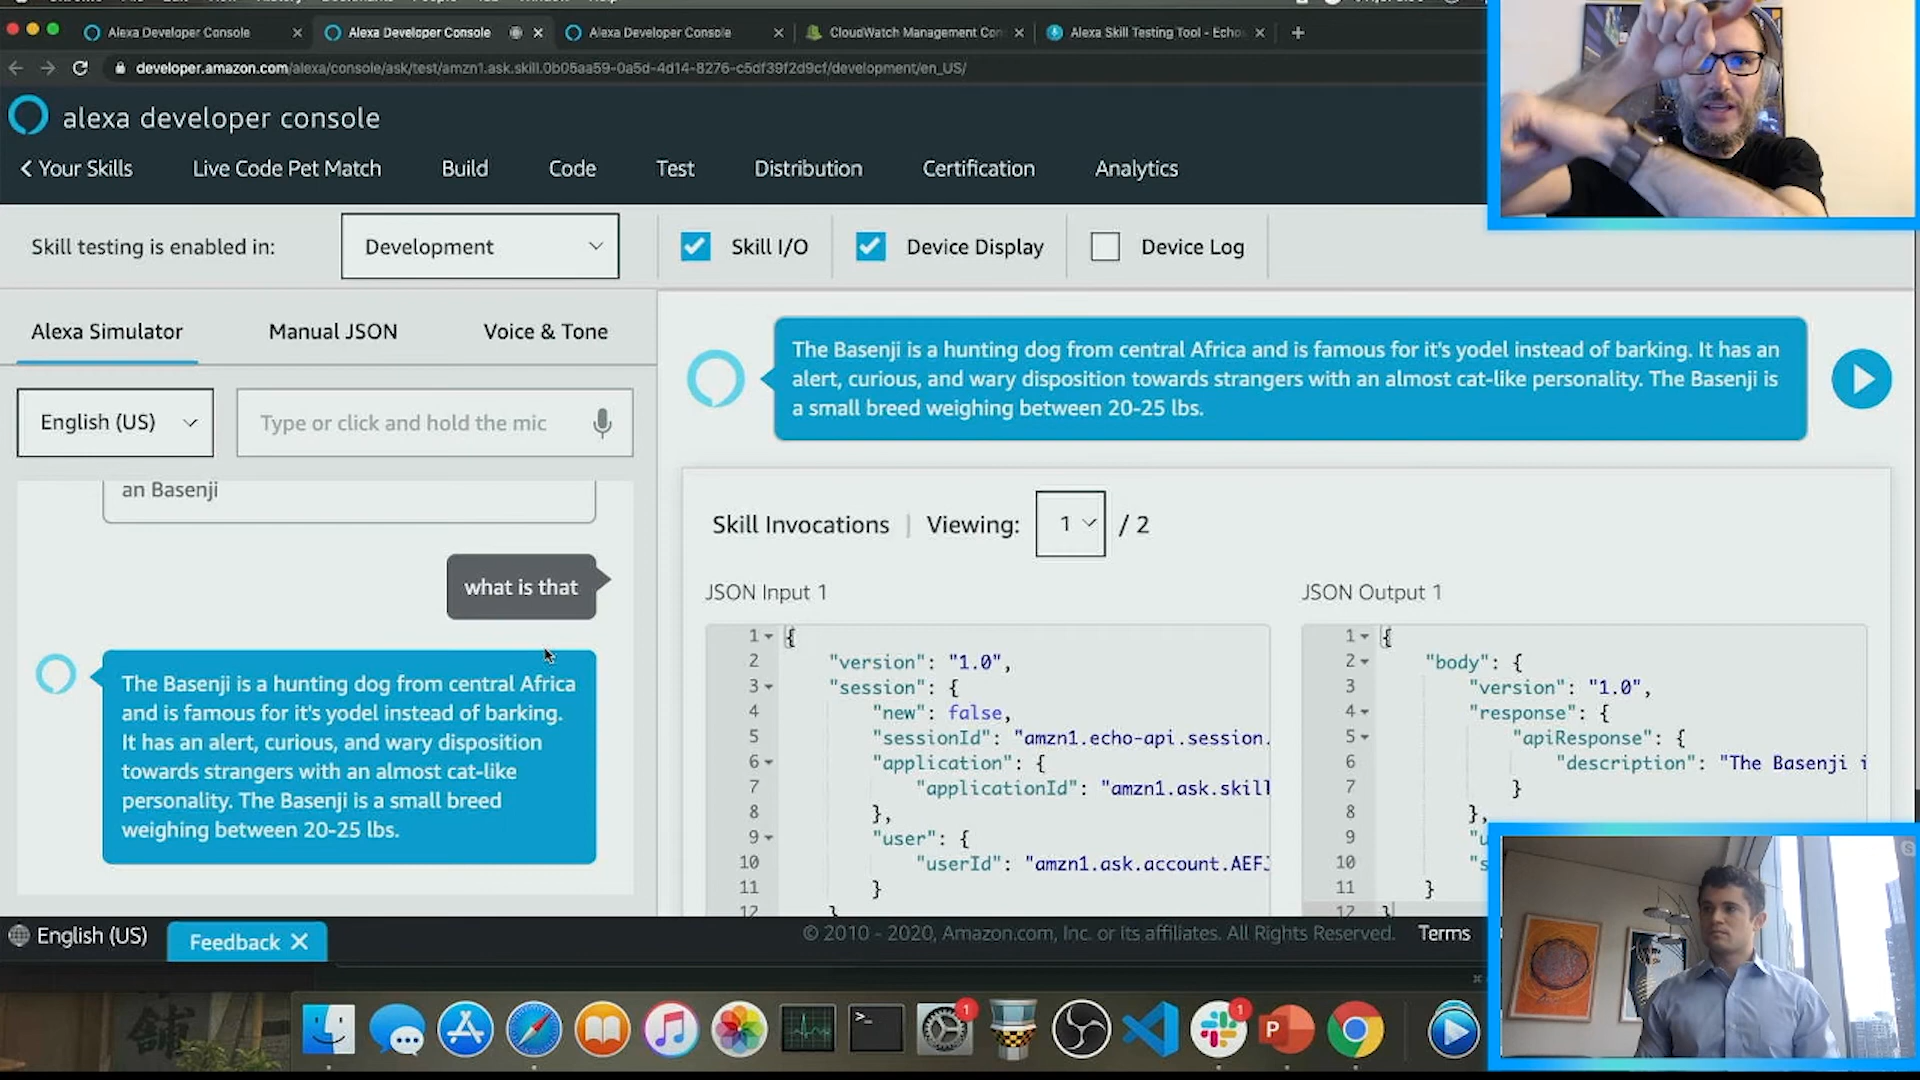 Alexa Developer Console
Alexa Developer Console
Alexa Developer Console
CloudWatch Management Con
Alexa Skill Testing Tool - Echo
developer.amazon.com/alexa/console/ask/test/amzn1.ask.skill.0b05aa59-0a5d-4d14-8276-c5df39f2d9cf/development/en_US/
alexa developer console
Your Skills
Live Code Pet Match
Build
Code
Test
Distribution
Certification
Analytics
Skill testing is enabled in:
Development
Skill I/O
Device Display
Device Log
Alexa Simulator
Manual JSON
Voice & Tone
English (US)
Type or click and hold the mic
an Basenji
what is that
The Basenji is a hunting dog from central Africa
and is famous for it's yodel instead of barking.
It has an alert, curious, and wary disposition
towards strangers with an almost cat-like
personality. The Basenji is a small breed
weighing between 20-25 lbs.
The Basenji is a hunting dog from central Africa and is famous for it's yodel instead of barking. It has an
alert, curious, and wary disposition towards strangers with an almost cat-like personality. The Basenji is
a small breed weighing between 20-25 lbs.
Skill Invocations | Viewing: 1 / 2
JSON Input 1
1 {
2 "version": "1.0",
3 "session": {
4 "new": false,
5 "sessionId": "amzn1.echo-api.session.
6 "application": {
7 "applicationId": "amzn1.ask.skill
8 },
9 "user": {
10 "userId": "amzn1.ask.account.AEFJ
11 }
12 }
JSON Output 1
1 {
2 "body": {
3 "version": "1.0",
4 "response": {
5 "apiResponse": {
6 "description": "The Basenji i
7 }
8 },
9 "u
10 "s
11 }
12 }
English (US)
Feedback
© 2010 - 2020, Amazon.com, Inc. or its affiliates. All Rights Reserved.
Terms
1
1
P
舗
S